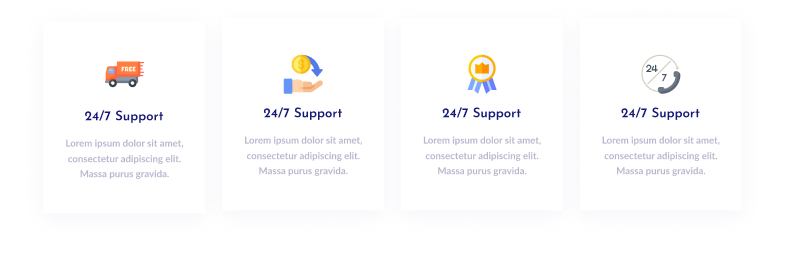 FREE
24/7 Support
Lorem ipsum dolor sit amet,
consectetur adipiscing elit.
Massa purus gravida.
24/7 Support
Lorem ipsum dolor sit amet,
consectetur adipiscing elit.
Massa purus gravida.
24/7 Support
Lorem ipsum dolor sit amet,
consectetur adipiscing elit.
Massa purus gravida.
24
7
24/7 Support
Lorem ipsum dolor sit amet,
consectetur adipiscing elit.
Massa purus gravida.